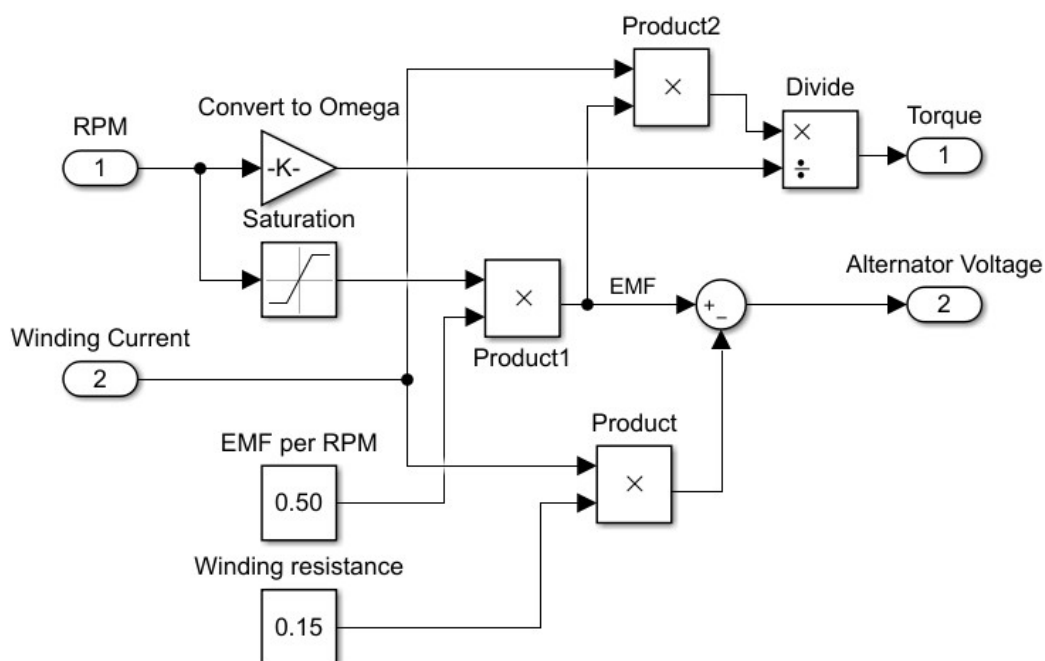 Product2
×
Divide
Convert to Omega
RPM
1
-K-
×
÷
Torque
1
Saturation
×
Product1
EMF
+
−
Alternator Voltage
2
Winding Current
2
Product
×
EMF per RPM
0.50
Winding resistance
0.15